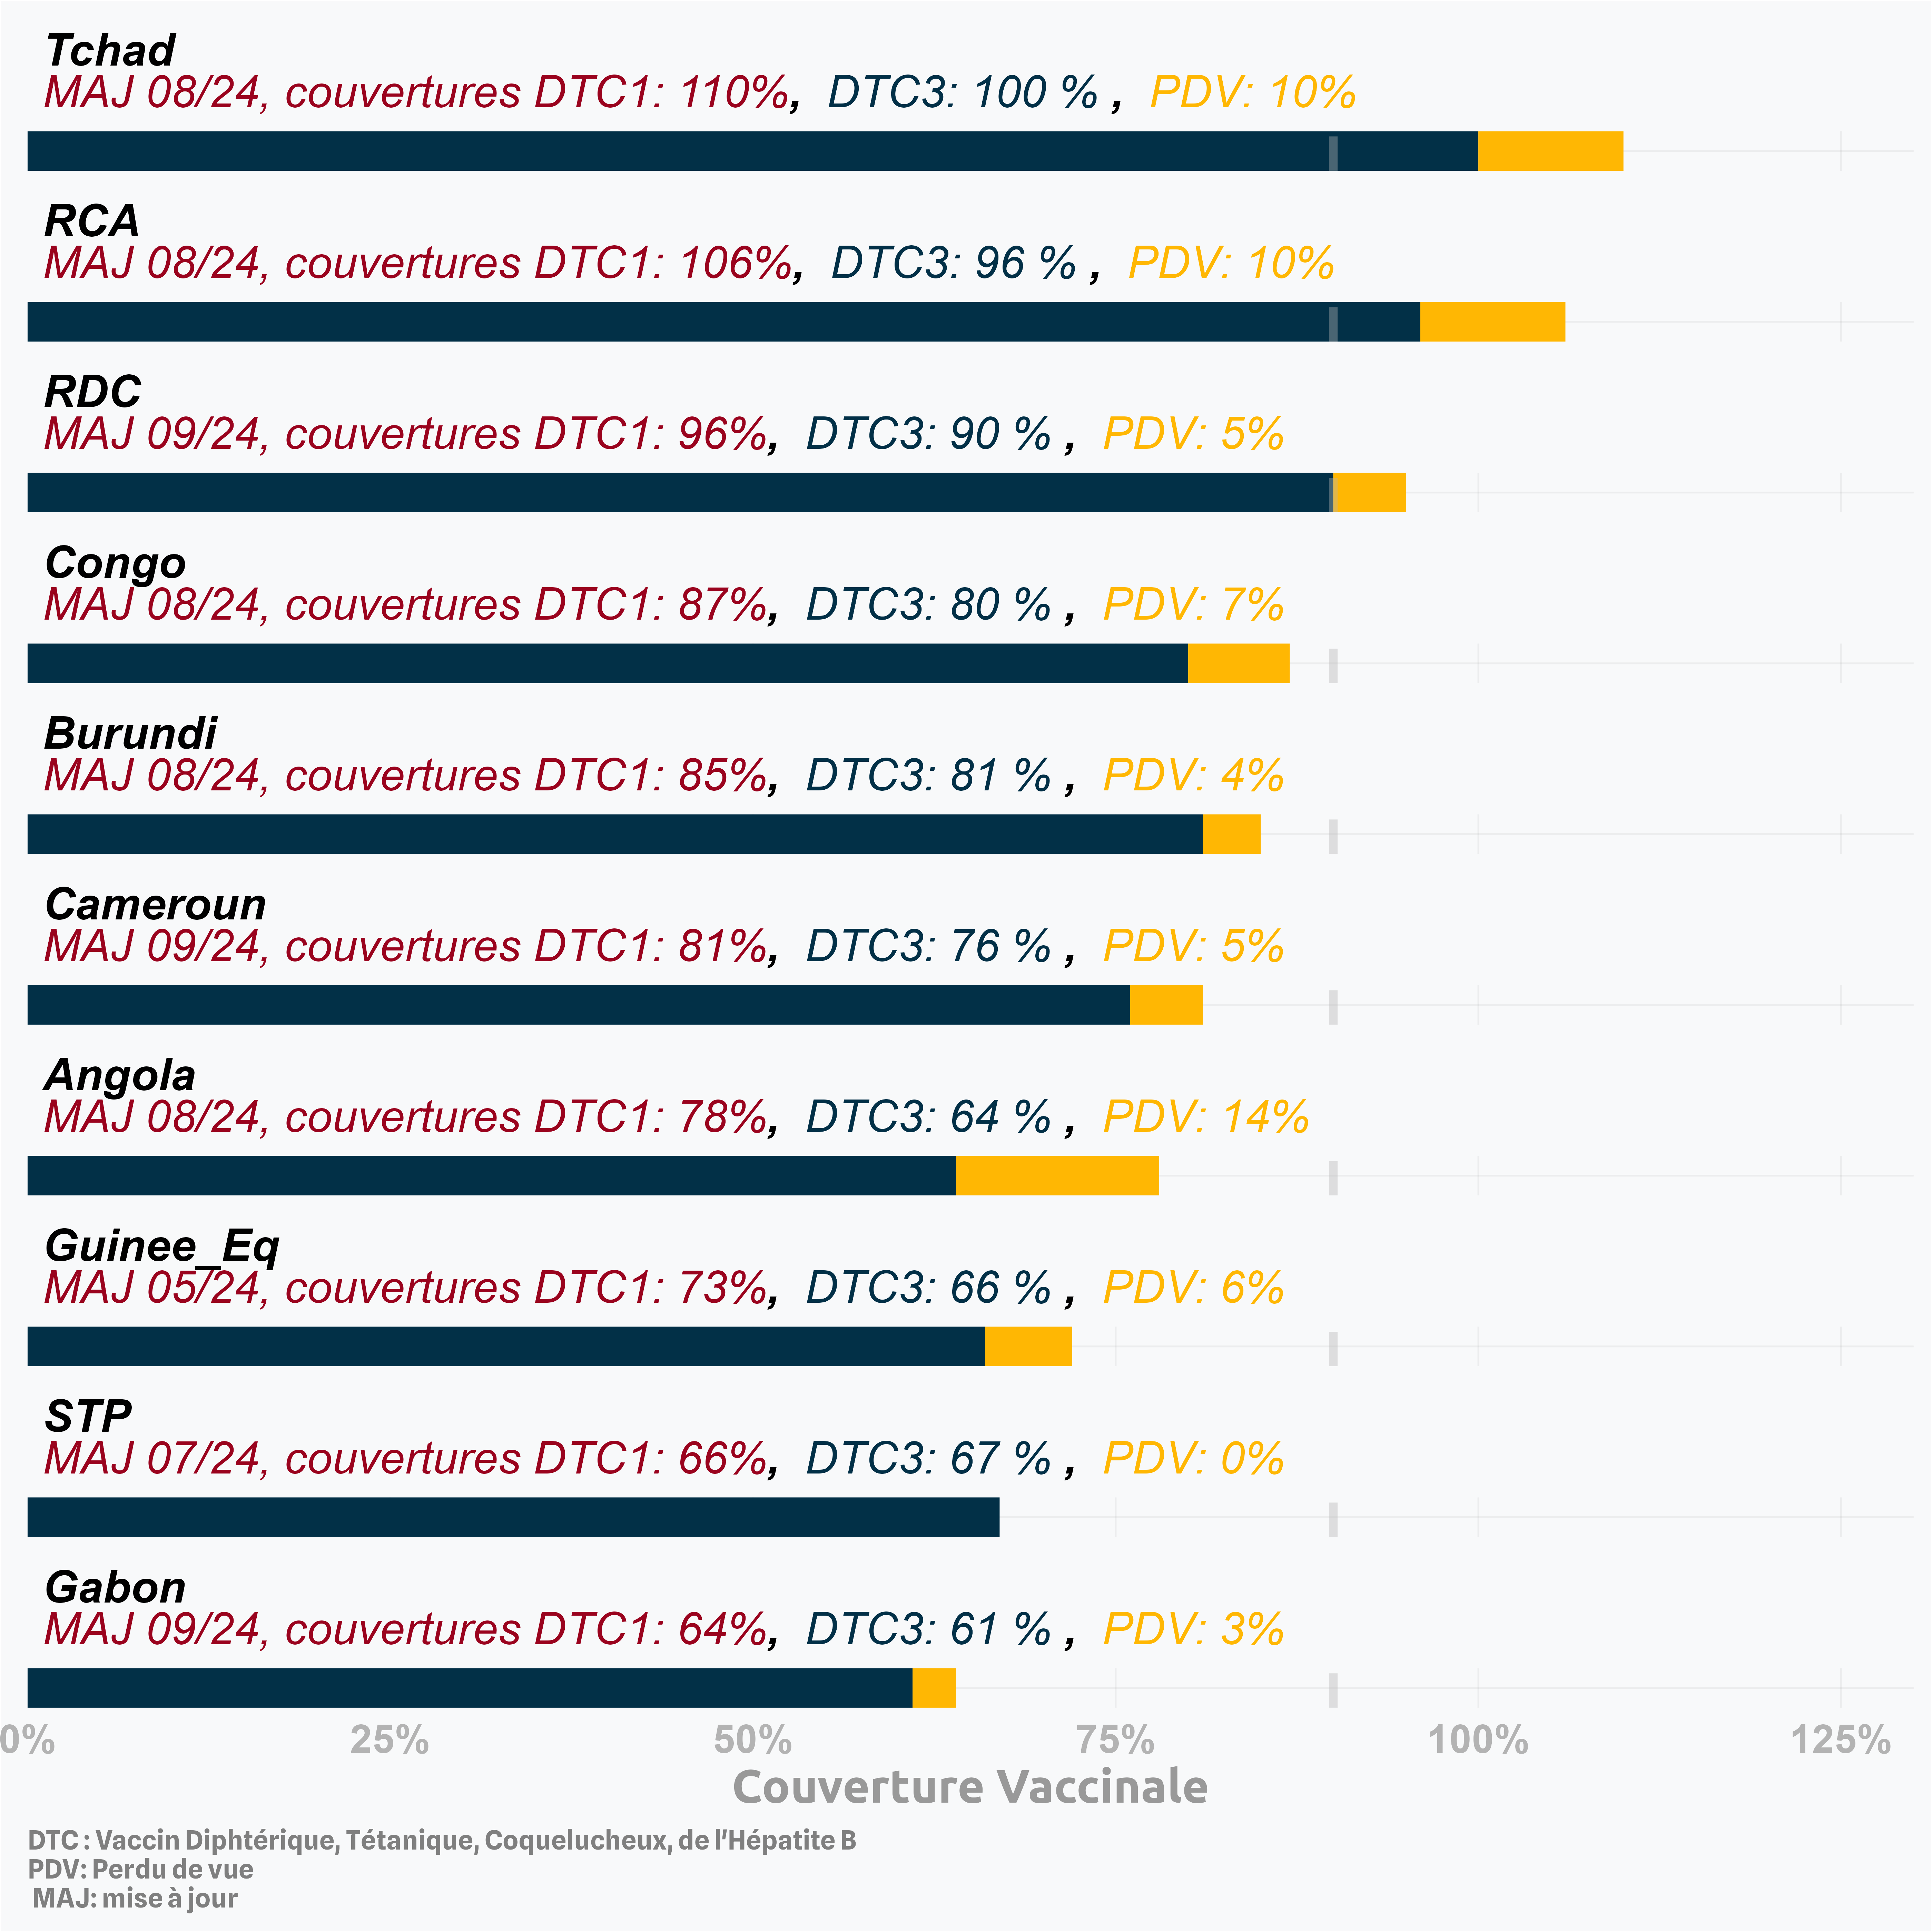 Tchad
MAJ 08/24, couvertures DTC1: 110%, DTC3: 100 % , PDV: 10%
RCA
MAJ 08/24, couvertures DTC1: 106%, DTC3: 96 % , PDV: 10%
RDC
MAJ 09/24, couvertures DTC1: 96%, DTC3: 90 % , PDV: 5%
Congo
MAJ 08/24, couvertures DTC1: 87%, DTC3: 80 % , PDV: 7%
Burundi
MAJ 08/24, couvertures DTC1: 85%, DTC3: 81 % , PDV: 4%
Cameroun
MAJ 09/24, couvertures DTC1: 81%, DTC3: 76 % , PDV: 5%
Angola
MAJ 08/24, couvertures DTC1: 78%, DTC3: 64 % , PDV: 14%
Guinee_Eq
MAJ 05/24, couvertures DTC1: 73%, DTC3: 66 % , PDV: 6%
STP
MAJ 07/24, couvertures DTC1: 66%, DTC3: 67 % , PDV: 0%
Gabon
MAJ 09/24, couvertures DTC1: 64%, DTC3: 61 % , PDV: 3%
0% 25% 50% 75% 100% 125%
Couverture Vaccinale
DTC : Vaccin Diphtérique, Tétanique, Coquelucheux, de l'Hépatite B
PDV: Perdu de vue
MAJ: mise à jour